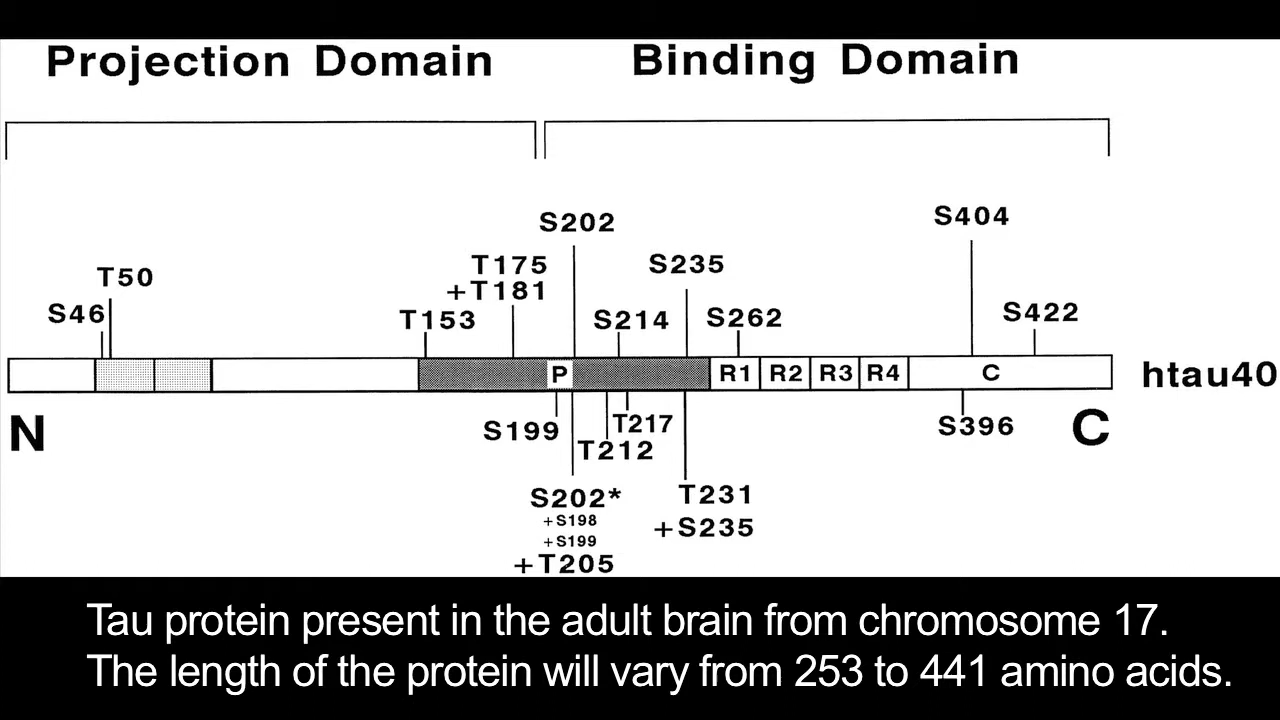 Projection Domain
Binding Domain
S202
S404
T175
S235
+T181
T50
S46
T153
S214
S262
S422
P
R1
R2
R3
R4
C
htau40
N
S199
T212
T217
S396
C
S202*
+S198
+S199
+T205
T231
+S235
Tau protein present in the adult brain from chromosome 17.
The length of the protein will vary from 253 to 441 amino acids.